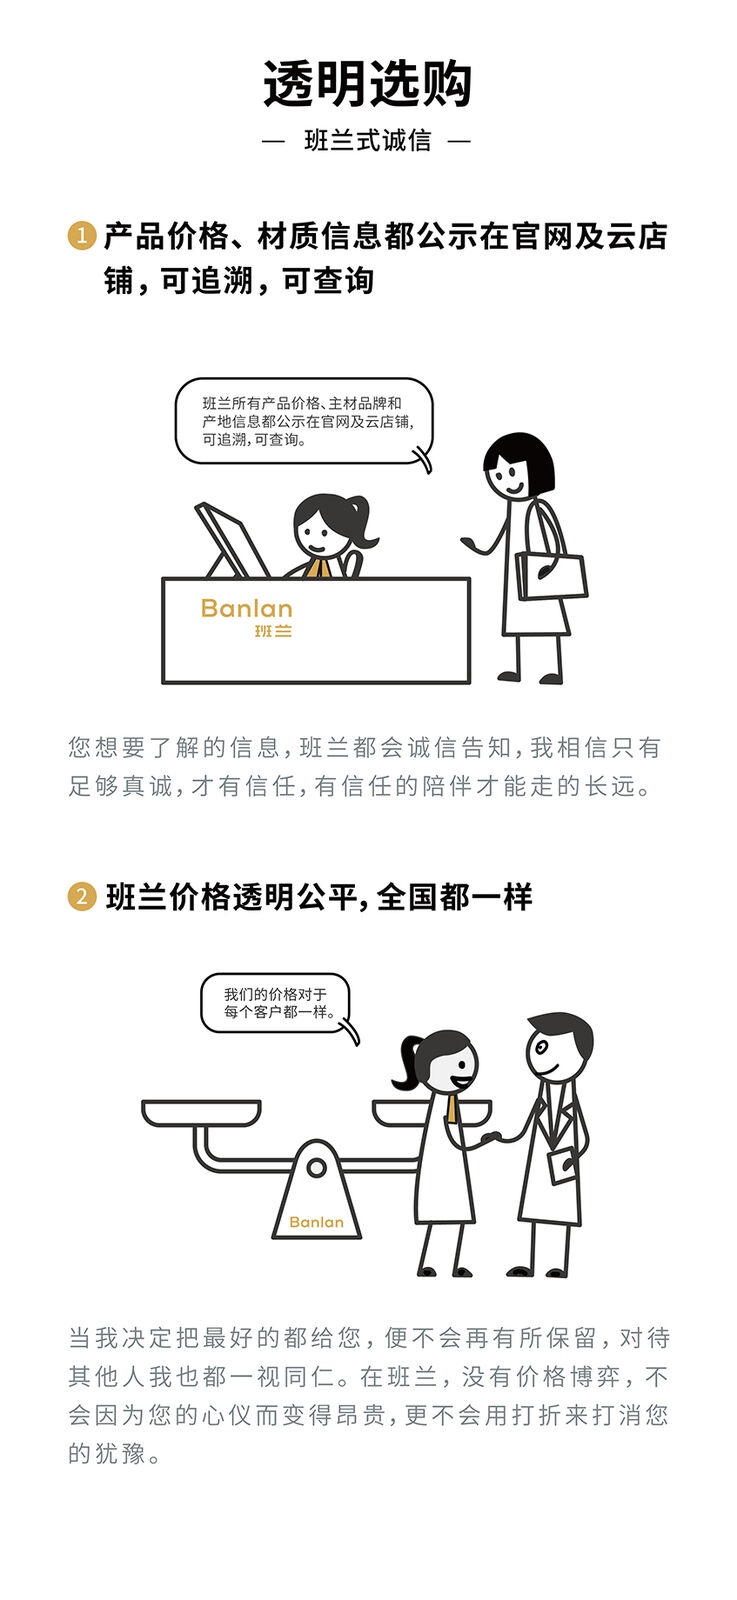 透明选购
— 班兰式诚信 —
1 产品价格、材质信息都公示在官网及云店
铺，可追溯，可查询
班兰所有产品价格、主材品牌和
产地信息都公示在官网及云店铺，
可追溯，可查询。
Banlan
班兰
您想要了解的信息，班兰都会诚信告知，我相信只有
足够真诚，才有信任，有信任的陪伴才能走的长远。
2 班兰价格透明公平，全国都一样
我们的价格对于
每个客户都一样。
Banlan
当我决定把最好的都给您，便不会再有所保留，对待
其他人我也都一视同仁。在班兰，没有价格博弈，不
会因为您的心仪而变得昂贵，更不会用打折来打消您
的犹豫。